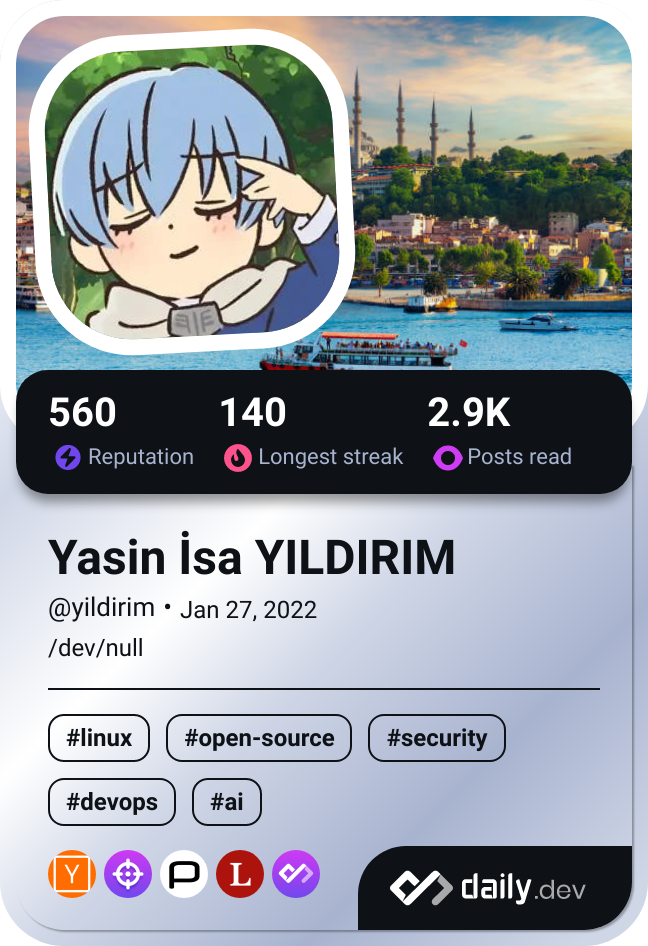 560 140 2.9K
Reputation Longest streak Posts read
Yasin İsa YILDIRIM
@yildirim • Jan 27, 2022
/dev/null
#linux #open-source #security
#devops #ai
Y P L daily.dev